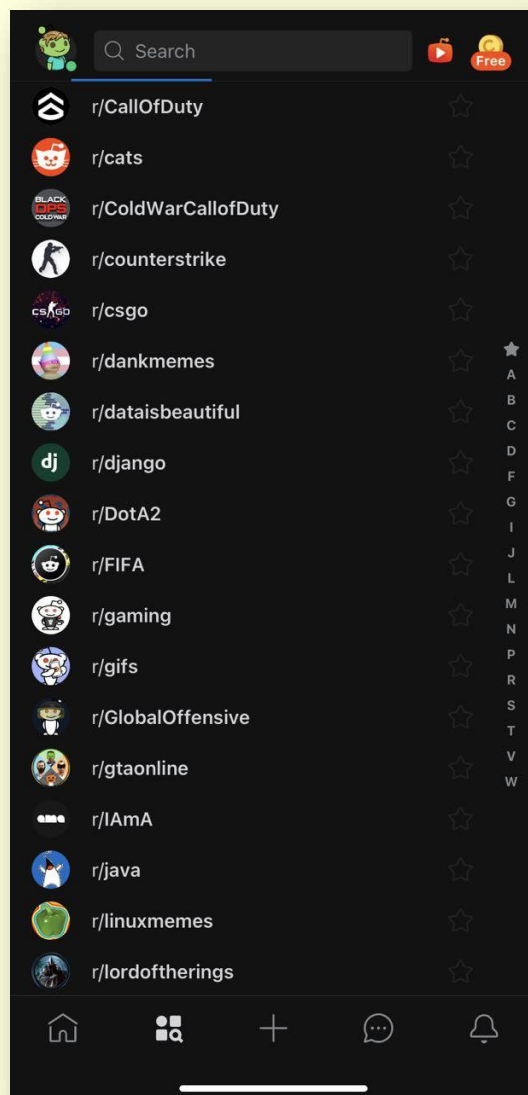 Search
C
Free
r/CallOfDuty
r/cats
BLACK
OPS
COLD WAR
r/ColdWarCallofDuty
r/counterstrike
CS GO
r/csgo
r/dankmemes
r/dataisbeautiful
dj
r/django
r/DotA2
r/FIFA
r/gaming
r/gifs
r/GlobalOffensive
r/gtaonline
ama
r/IAmA
r/java
r/linuxmemes
r/lordoftherings
A
B
C
D
F
G
I
J
L
M
N
P
R
S
T
V
W